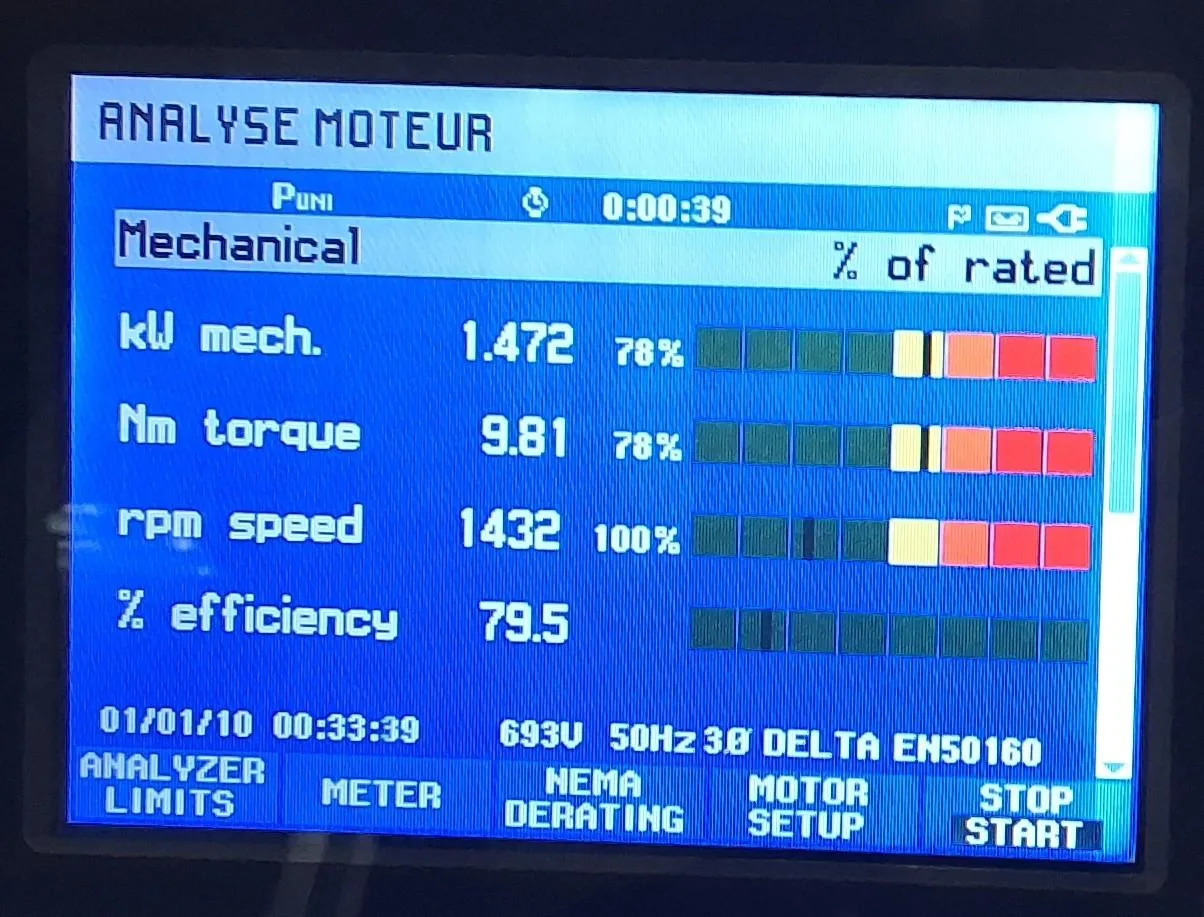 ANALYSE MOTEUR
PUNI 0:00:39
Mechanical % of rated
kW mech. 1.472 78%
Nm torque 9.81 78%
rpm speed 1432 100%
% efficiency 79.5
01/01/10 00:33:39 693V 50Hz 3Ø DELTA EN50160
ANALYZER LIMITS
METER
NEMA DERATING
MOTOR SETUP
STOP START